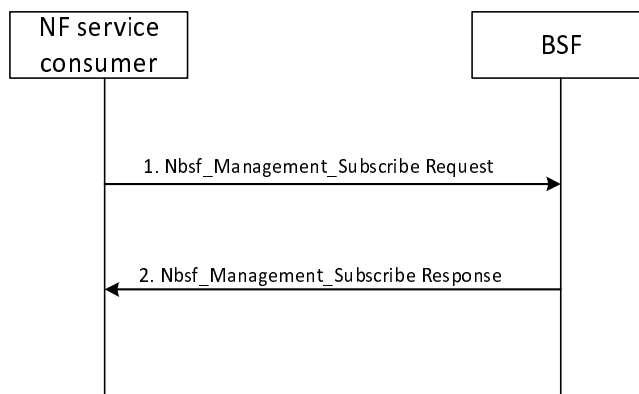 NF service
consumer
BSF
1. Nbsf_Management_Subscribe Request
2. Nbsf_Management_Subscribe Response